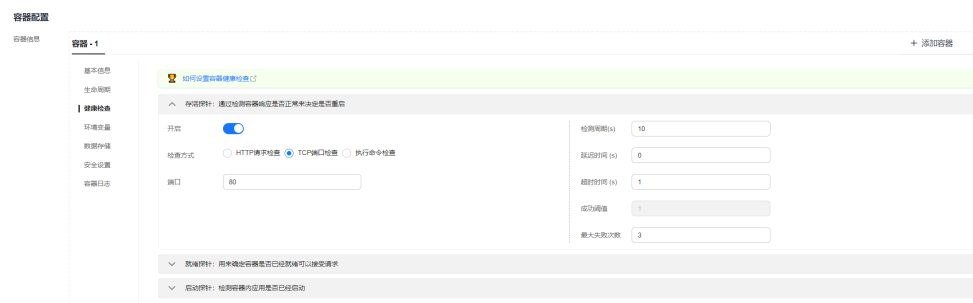 容器配置
容器信息
容器 - 1
+ 添加容器
基本信息
生命周期
健康检查
环境变量
数据存储
安全设置
容器日志
如何设置容器健康检查
存活探针：通过检测容器响应是否正常来决定是否重启
开启
检查方式
HTTP请求检查 TCP端口检查 执行命令检查
端口
80
检测周期(s) 10
延迟时间 (s) 0
超时时间 (s) 1
成功阈值 1
最大失败次数 3
就绪探针：用来确定容器是否已经就绪可以接受请求
启动探针：检测容器内应用是否已经启动